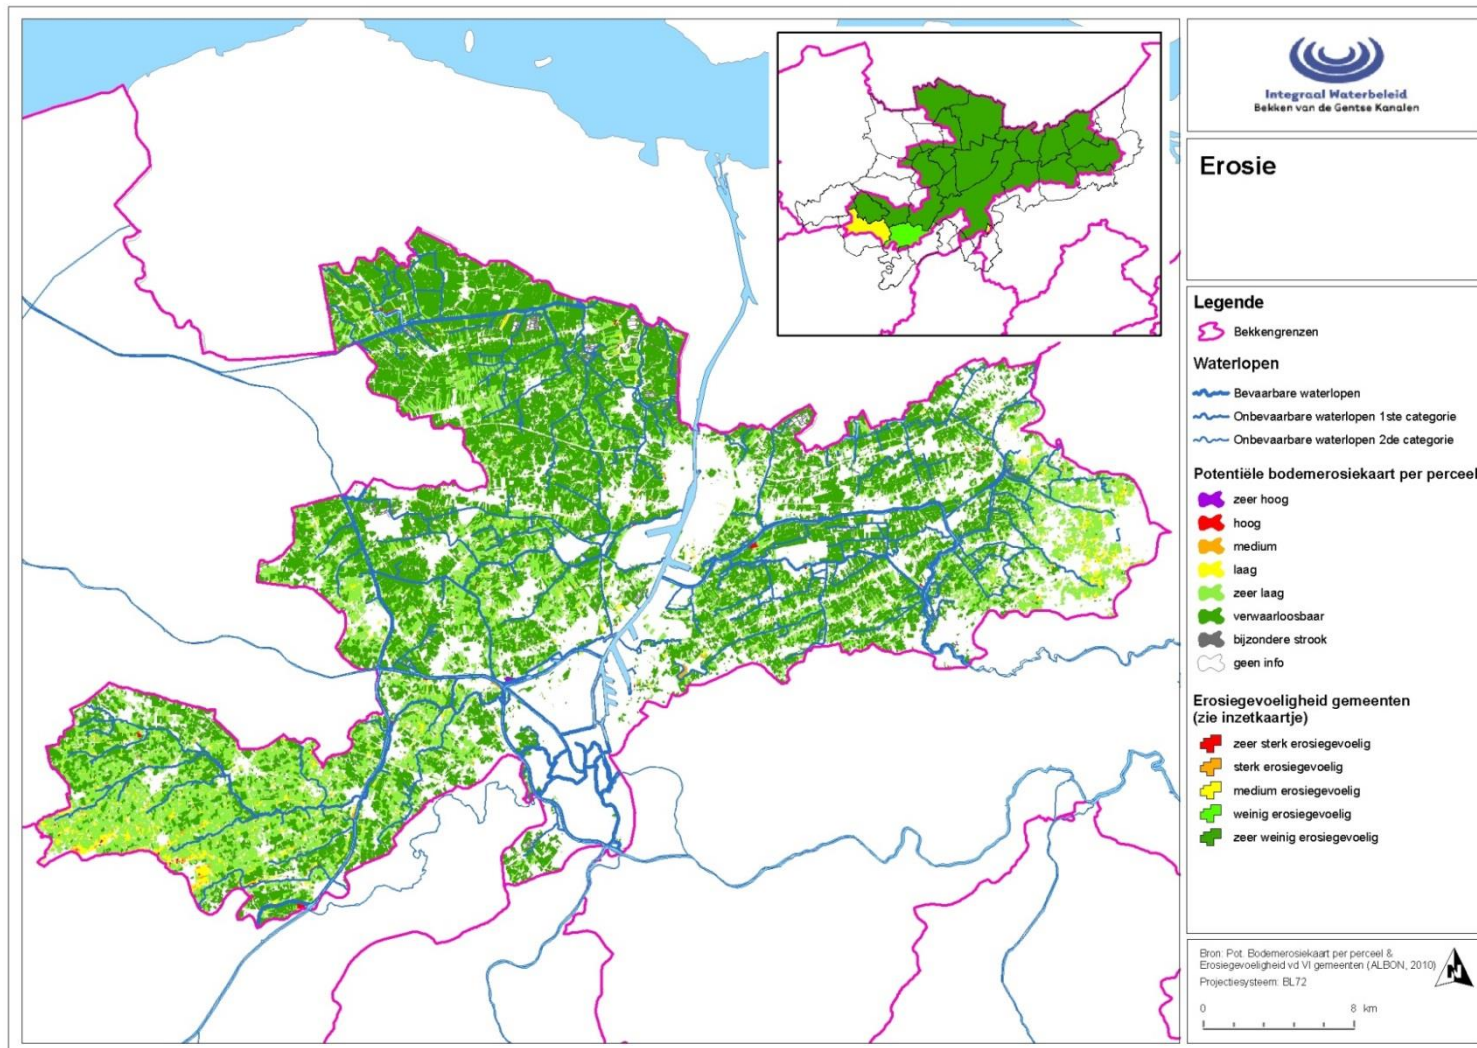 Integraal Waterbeleid
Bekken van de Gentse Kanalen
Erosie
Legende
Bekkengrenzen
Waterlopen
Bevaarbare waterlopen
Onbevaarbare waterlopen 1ste categorie
Onbevaarbare waterlopen 2de categorie
Potentiële bodemerosiekaart per perceel
zeer hoog
hoog
medium
laag
zeer laag
verwaarloosbaar
bijzondere strook
geen info
Erosiegevoeligheid gemeenten
(zie inzetkaartje)
zeer sterk erosiegevoelig
sterk erosiegevoelig
medium erosiegevoelig
weinig erosiegevoelig
zeer weinig erosiegevoelig
Bron: Pot. Bodemerosiekaart per perceel &
Erosiegevoeligheid vd Vl gemeenten (ALBON, 2010)
Projectiesysteem: BL72
N
0 8 km